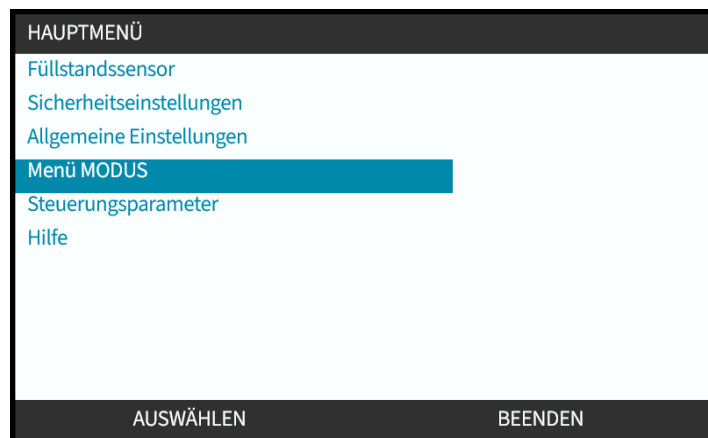 HAUPTMENÜ
Füllstandssensor
Sicherheitseinstellungen
Allgemeine Einstellungen
Menü MODUS
Steuerungsparameter
Hilfe
AUSWÄHLEN BEENDEN